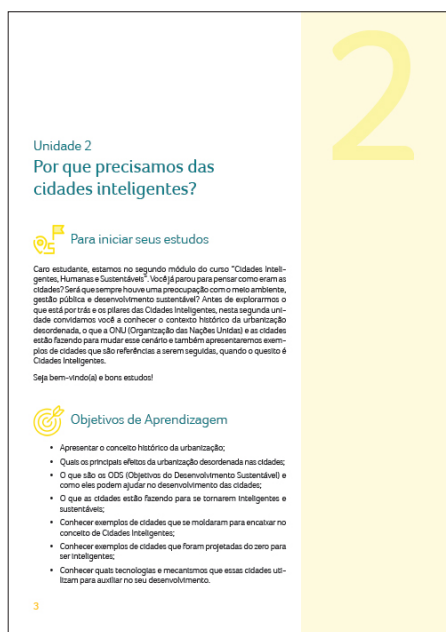 2
Unidade 2
Por que precisamos das
cidades inteligentes?
Para iniciar seus estudos
Caro estudante, estamos no segundo módulo do curso "Cidades Inteli-
gentes, Humanas e Sustentáveis". Você já parou para pensar como eram as
cidades? Será que sempre houve uma preocupação com o meio ambiente,
gestão pública e desenvolvimento sustentável? Antes de explorarmos o
que está por trás e os pilares das Cidades Inteligentes, nesta segunda uni-
dade convidamos você a conhecer o contexto histórico da urbanização
desordenada, o que a ONU (Organização das Nações Unidas) e as cidades
estão fazendo para mudar esse cenário e também apresentaremos exem-
plos de cidades que são referências a serem seguidas, quando o quesito é
Cidades Inteligentes.
Seja bem-vindo(a) e bons estudos!
Objetivos de Aprendizagem
• Apresentar o conceito histórico da urbanização;
• Quais os principais efeitos da urbanização desordenada nas cidades;
• O que são os ODS (Objetivos do Desenvolvimento Sustentável) e
como eles podem ajudar no desenvolvimento das cidades;
• O que as cidades estão fazendo para se tornarem inteligentes e
sustentáveis;
• Conhecer exemplos de cidades que se moldaram para encaixar no
conceito de Cidades Inteligentes;
• Conhecer exemplos de cidades que foram projetadas do zero para
ser inteligentes;
• Conhecer quais tecnologias e mecanismos que essas cidades uti-
lizam para auxiliar no seu desenvolvimento.
3